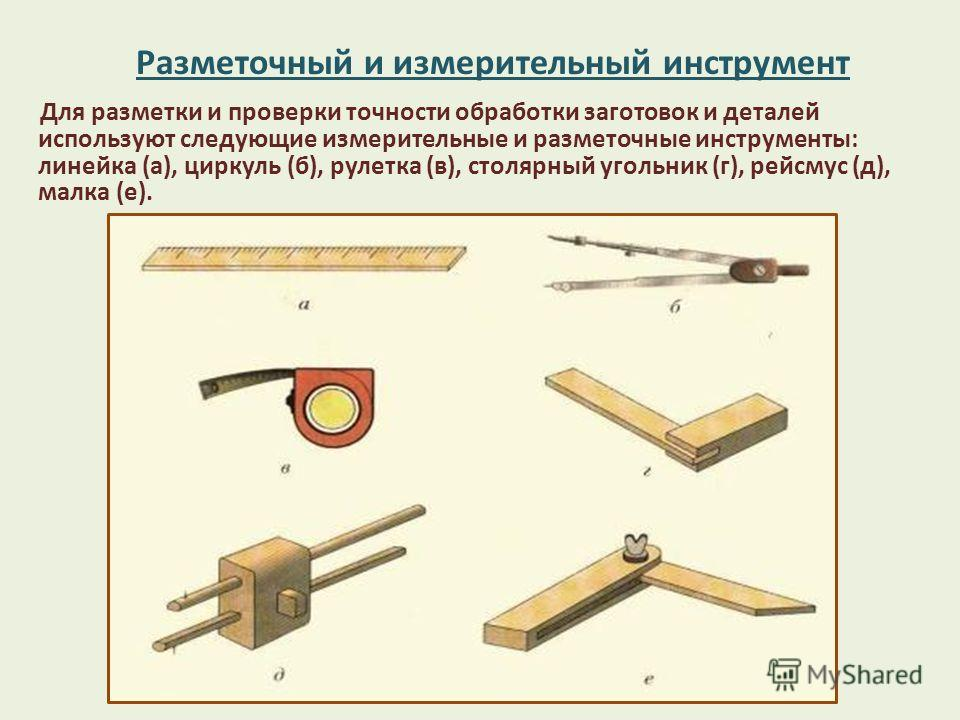 Разметочный и измерительный инструмент
Для разметки и проверки точности обработки заготовок и деталей
используют следующие измерительные и разметочные инструменты:
линейка (а), циркуль (б), рулетка (в), столярный угольник (г), рейсмус (д),
малка (е).
а
б
в
г
д
е
MyShared